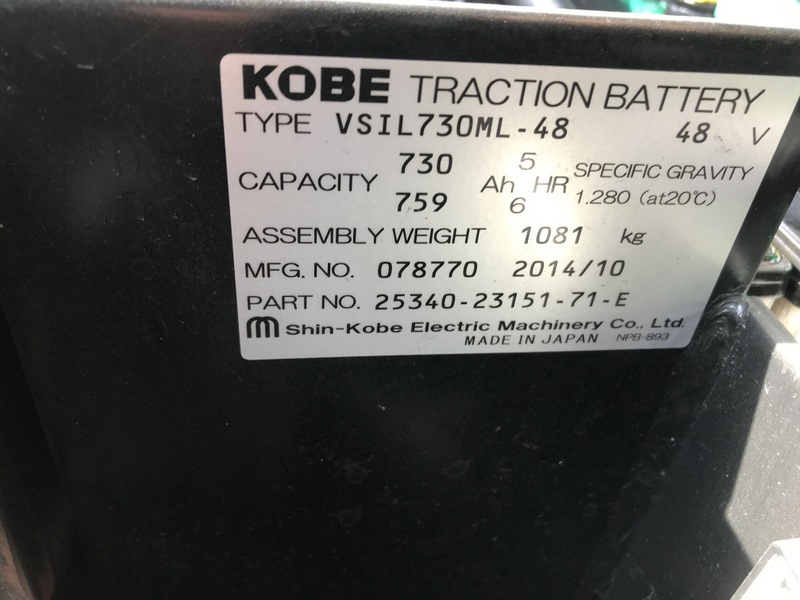 KOBE TRACTION BATTERY
TYPE VSIL730ML-48 48 V
CAPACITY 730 Ah 5 HR SPECIFIC GRAVITY
759 6 1.280 (at20℃)
ASSEMBLY WEIGHT 1081 kg
MFG. NO. 078770 2014/10
PART NO. 25340-23151-71-E
Shin-Kobe Electric Machinery Co., Ltd.
MADE IN JAPAN NPB-893